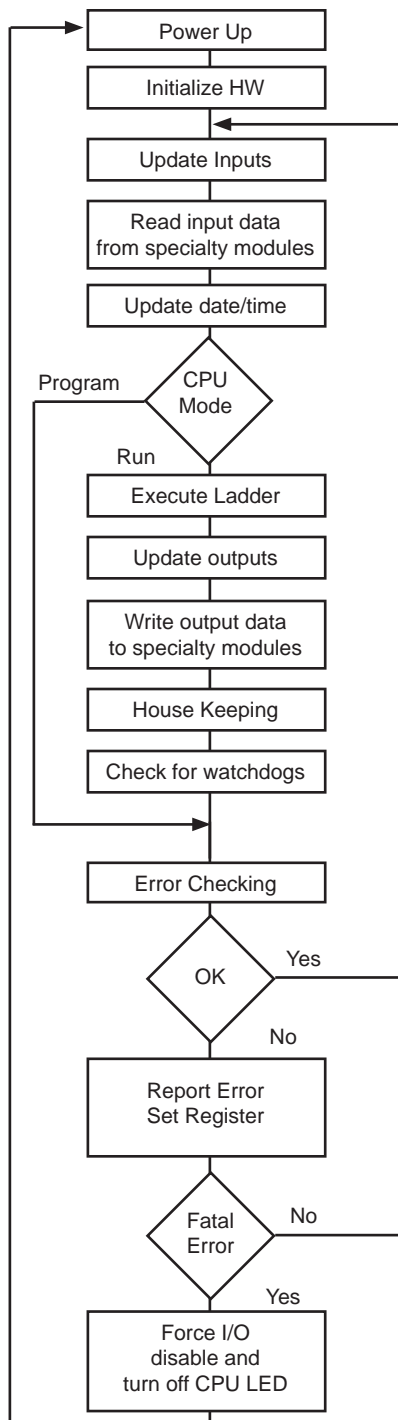 Power Up
Initialize HW
Update Inputs
Read input data
from specialty modules
Update date/time
Program
CPU
Mode
Run
Execute Ladder
Update outputs
Write output data
to specialty modules
House Keeping
Check for watchdogs
Error Checking
OK
Yes
No
Report Error
Set Register
Fatal
Error
No
Yes
Force I/O
disable and
turn off CPU LED